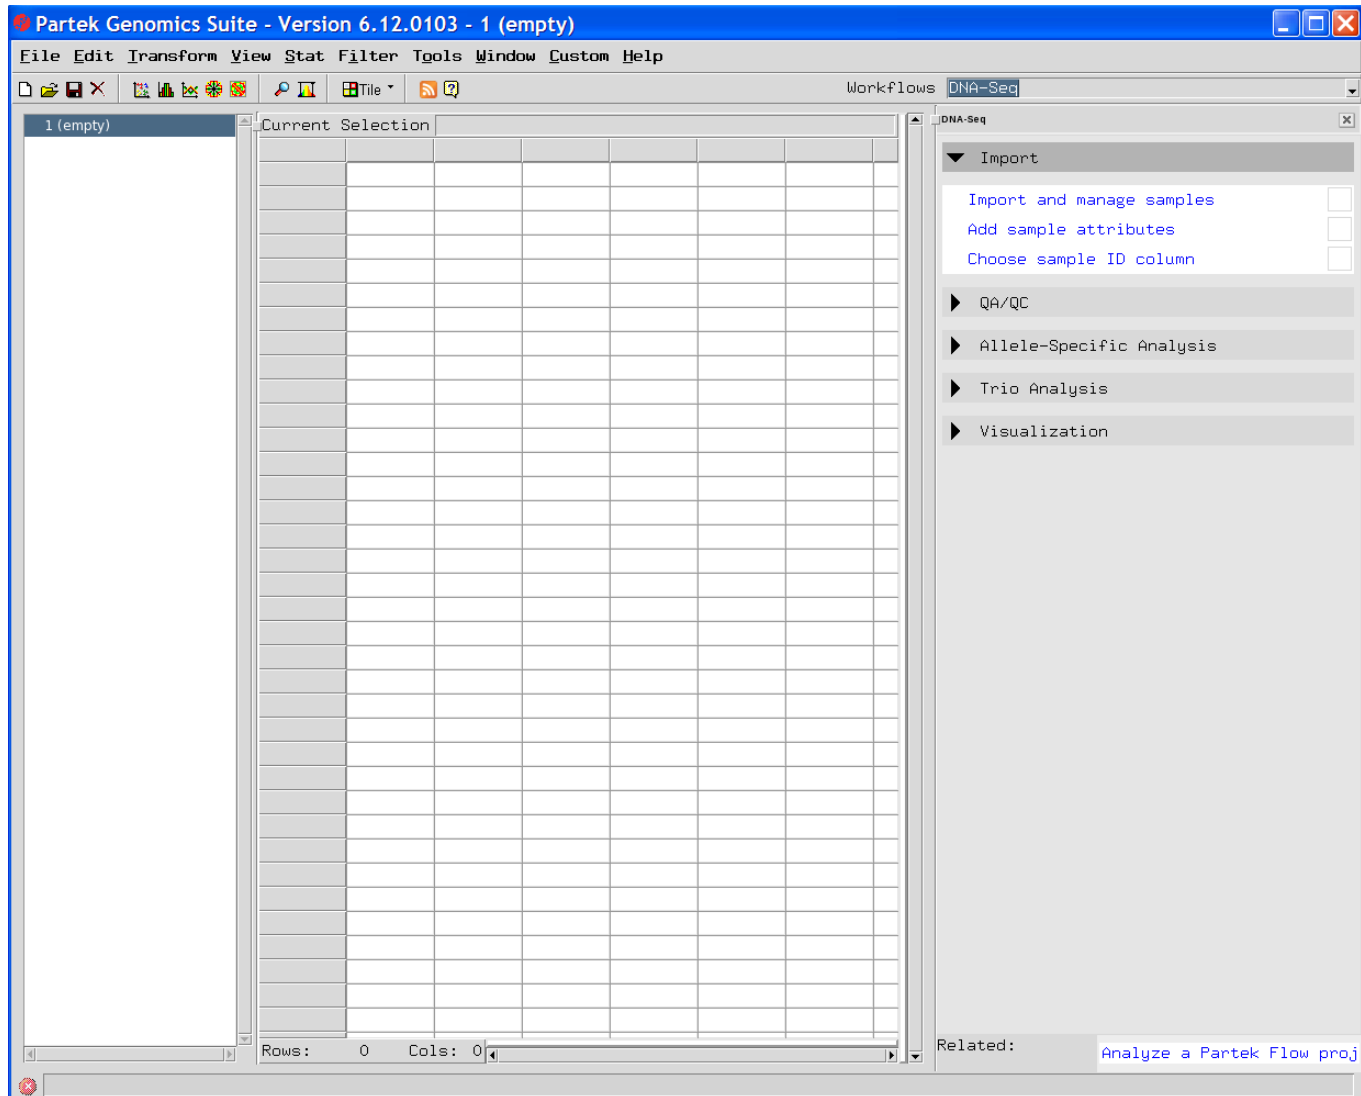 Partek Genomics Suite - Version 6.12.0103 - 1 (empty)
File Edit Transform View Stat Filter Tools Window Custom Help
Tile
Workflows DNA-Seq
1 (empty)
Current Selection
DNA-Seq
Import
Import and manage samples
Add sample attributes
Choose sample ID column
QA/QC
Allele-Specific Analysis
Trio Analysis
Visualization
Rows: 0 Cols: 0
Related:
Analyze a Partek Flow proj